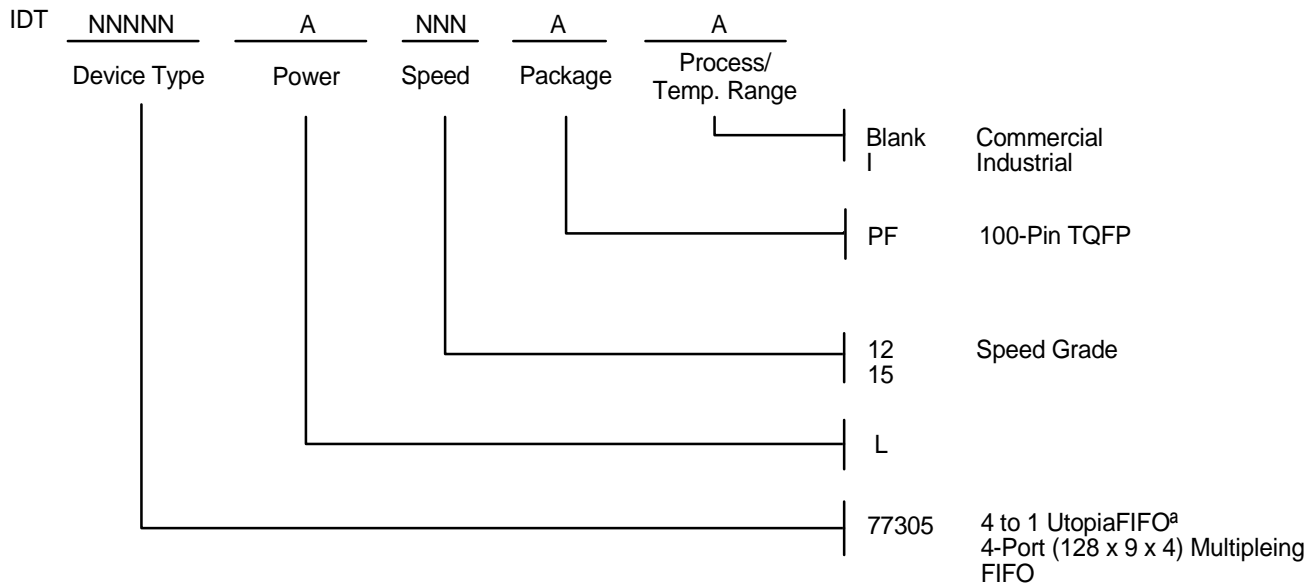 IDT NNNNN A NNN A A
Device Type Power Speed Package Process/
Temp. Range
Blank Commercial
I Industrial
PF 100-Pin TQFP
12 Speed Grade
15
L
77305 4 to 1 UtopiaFIFOª
4-Port (128 x 9 x 4) Multipleing
FIFO